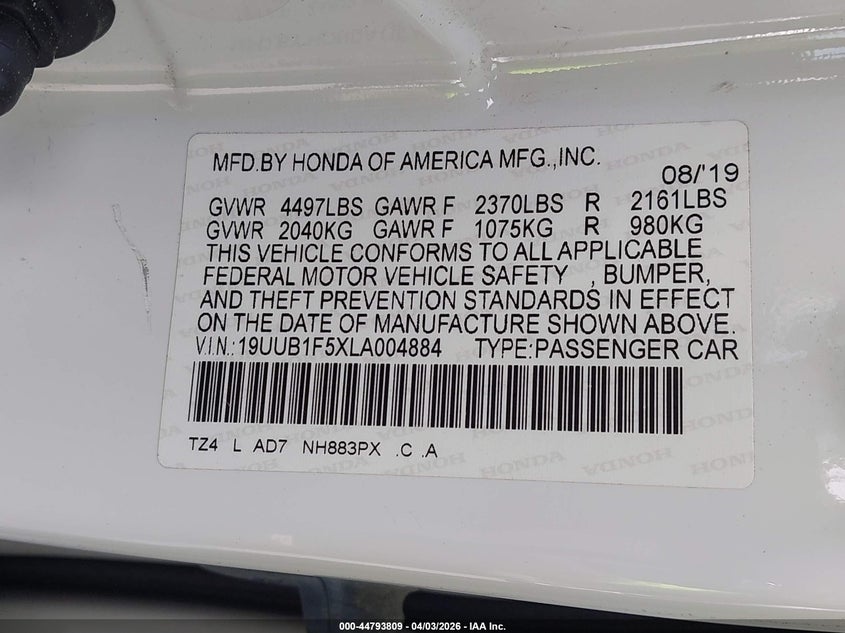 MFD.BY HONDA OF AMERICA MFG.,INC.
08/'19
GVWR 4497LBS GAWR F 2370LBS R 2161LBS
GVWR 2040KG GAWR F 1075KG R 980KG
THIS VEHICLE CONFORMS TO ALL APPLICABLE
FEDERAL MOTOR VEHICLE SAFETY , BUMPER,
AND THEFT PREVENTION STANDARDS IN EFFECT
ON THE DATE OF MANUFACTURE SHOWN ABOVE.
V.I.N.:19UUB1F5XLA004884 TYPE:PASSENGER CAR
TZ4 L AD7 NH883PX .C .A
000-44793809 - 04/03/2026 - IAA Inc.